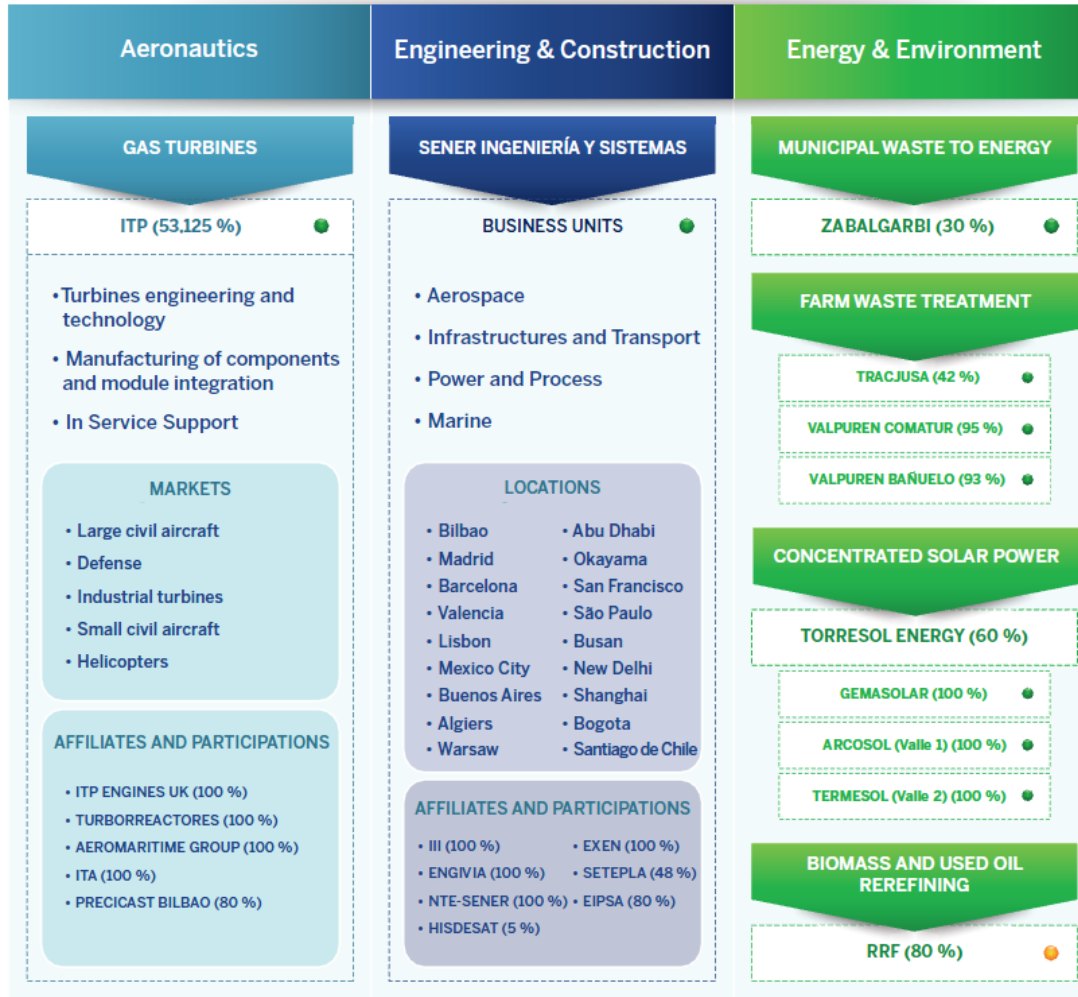 Aeronautics
GAS TURBINES
ITP (53,125 %)
• Turbines engineering and
technology
• Manufacturing of components
and module integration
• In Service Support
MARKETS
• Large civil aircraft
• Defense
• Industrial turbines
• Small civil aircraft
• Helicopters
AFFILIATES AND PARTICIPATIONS
• ITP ENGINES UK (100 %)
• TURBORREACTORES (100 %)
• AEROMARITIME GROUP (100 %)
• ITA (100 %)
• PRECICAST BILBAO (80 %)
Engineering & Construction
SENER INGENIERÍA Y SISTEMAS
BUSINESS UNITS
• Aerospace
• Infrastructures and Transport
• Power and Process
• Marine
LOCATIONS
• Bilbao
• Madrid
• Barcelona
• Valencia
• Lisbon
• Mexico City
• Buenos Aires
• Algiers
• Warsaw
• Abu Dhabi
• Okayama
• San Francisco
• São Paulo
• Busan
• New Delhi
• Shanghai
• Bogota
• Santiago de Chile
AFFILIATES AND PARTICIPATIONS
• III (100 %)
• ENGIVIA (100 %)
• NTE-SENER (100 %)
• HISDESAT (5 %)
• EXEN (100 %)
• SETEPLA (48 %)
• EIPSA (80 %)
Energy & Environment
MUNICIPAL WASTE TO ENERGY
ZABALGARBI (30 %)
FARM WASTE TREATMENT
TRACJUSA (42 %)
VALPUREN COMATUR (95 %)
VALPUREN BAÑUELO (93 %)
CONCENTRATED SOLAR POWER
TORRESOL ENERGY (60 %)
GEMASOLAR (100 %)
ARCOSOL (Valle 1) (100 %)
TERMESOL (Valle 2) (100 %)
BIOMASS AND USED OIL
REREFINING
RRF (80 %)